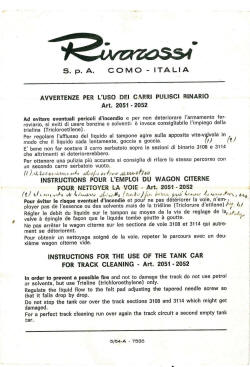 Rivarossi
S. p. A. COMO - ITALIA
AVVERTENZE PER L'USO DEI CARRI PULISCI BINARIO
Art. 2051 - 2052
Ad evitare eventuali pericoli d'incendio e per non deteriorare l'armamento fer-
roviario, si eviti di usare benzina o solventi: è invece consigliabile l'impiego della
trielina (Tricloroetilene).
Per regolare l'afflusso del liquido al tampone agire sulla apposita vite-valvola in
modo che il liquido cada lentamente, goccia a goccia.
E' bene non far sostare il carro serbatoio sopra le sezioni di binario 3108 e 3114
che altrimenti si deteriorerebbero.
Per ottenere una pulizia più accurata si consiglia di rifare lo stesso percorso con
un secondo carro serbatoio.
INSTRUCTIONS POUR L'EMPLOI DU WAGON CITERNE
POUR NETTOYER LA VOIE - Art. 2051 - 2052
Pour éviter le risque éventuel d'incendie et pour ne pas déteriorer la voie, n'em-
ployer pas de l'essence ou des solvants mais de la trieline (Trichloroethylene)
Régler le debit du liquide sur le tampon au moyen de la vis de reglage de la
valve à épingle de façon que le liquide tombe goutte à goutte.
Ne pas arrêter le wagon citerne sur les sections de voie 3108 et 3114 qui autre-
ment se deteriorerait.
Pour obtenir un nettoyage soigné de la voie, repeter le parcours avec un deu-
xième wagon citerne vide.
INSTRUCTIONS FOR THE USE OF THE TANK CAR
FOR TRACK CLEANING - Art. 2051 - 2052
In order to prevent a possible fire and not to damage the track do not use petrol
or solvents, but use Trieline (trichloroethylene) only.
Regulate the liquid flow to the felt pad adjusting the tapered needle screw so
that it falls drop by drop.
Do not stop the tank car over the track sections 3108 and 3114 which might get
damaged.
For a perfect track cleaning run over again the track circuit a second empty tank
car.
5/64-A - 7500